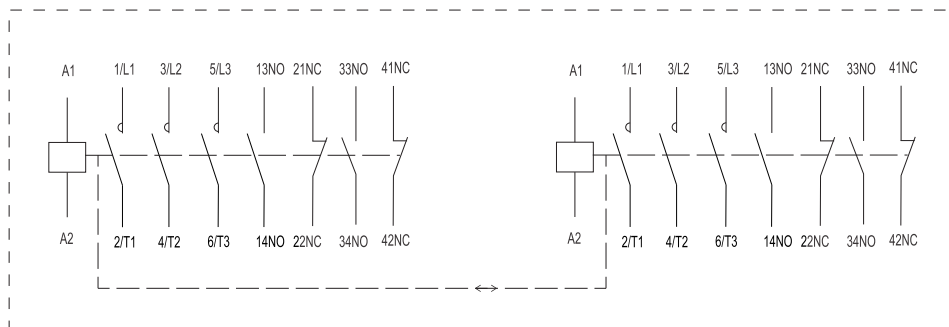 A1 1/L1 3/L2 5/L3 13NO 21NC 33NO 41NC A1 1/L1 3/L2 5/L3 13NO 21NC 33NO 41NC
A2 2/T1 4/T2 6/T3 14NO 22NC 34NO 42NC A2 2/T1 4/T2 6/T3 14NO 22NC 34NO 42NC